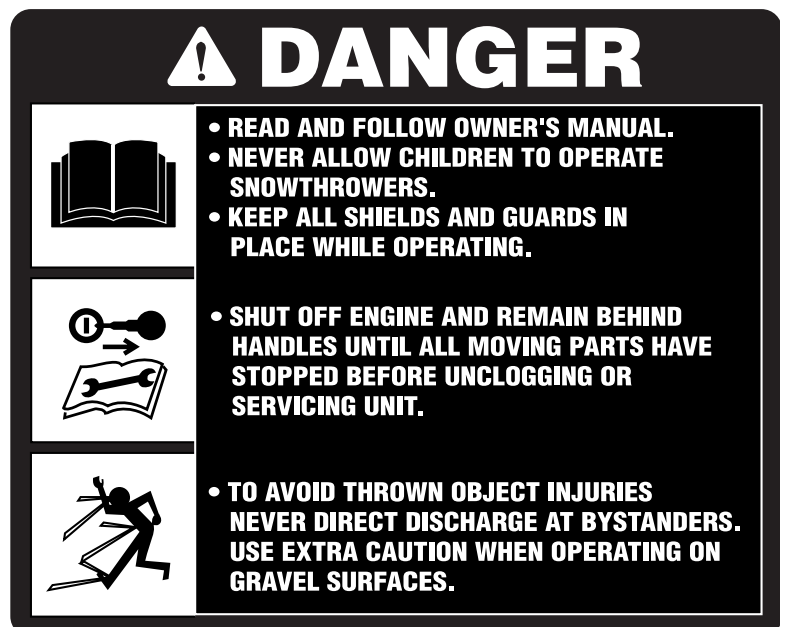 DANGER
• READ AND FOLLOW OWNER'S MANUAL.
• NEVER ALLOW CHILDREN TO OPERATE
SNOWTHROWERS.
• KEEP ALL SHIELDS AND GUARDS IN
PLACE WHILE OPERATING.
• SHUT OFF ENGINE AND REMAIN BEHIND
HANDLES UNTIL ALL MOVING PARTS HAVE
STOPPED BEFORE UNCLOGGING OR
SERVICING UNIT.
• TO AVOID THROWN OBJECT INJURIES
NEVER DIRECT DISCHARGE AT BYSTANDERS.
USE EXTRA CAUTION WHEN OPERATING ON
GRAVEL SURFACES.